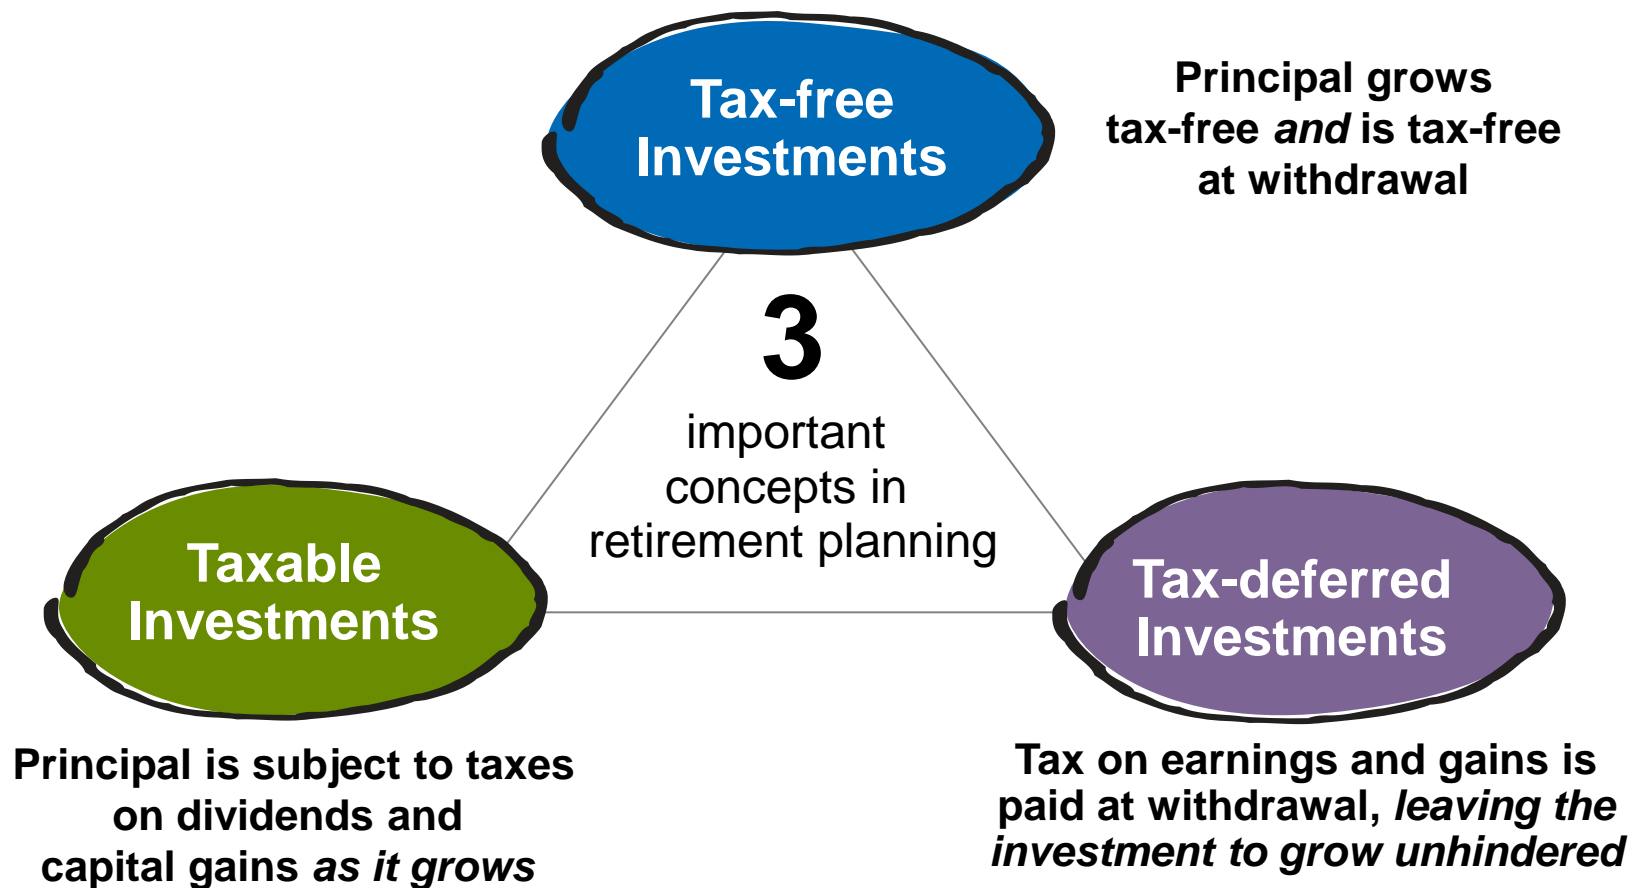 Tax-free
Investments
Principal grows
tax-free and is tax-free
at withdrawal
3
important
concepts in
retirement planning
Taxable
Investments
Tax-deferred
Investments
Principal is subject to taxes
on dividends and
capital gains as it grows
Tax on earnings and gains is
paid at withdrawal, leaving the
investment to grow unhindered